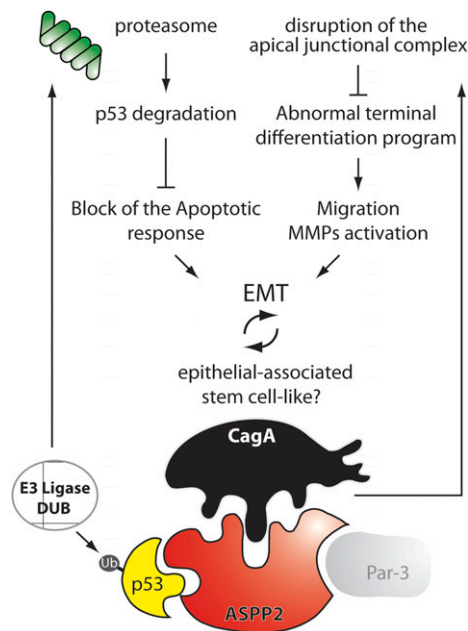 proteasome
p53 degradation
Block of the Apoptotic
response
disruption of the
apical junctional complex
Abnormal terminal
differentiation program
Migration
MMPs activation
EMT
epithelial-associated
stem cell-like?
CagA
E3 Ligase
DUB
Ub
p53
ASPP2
Par-3